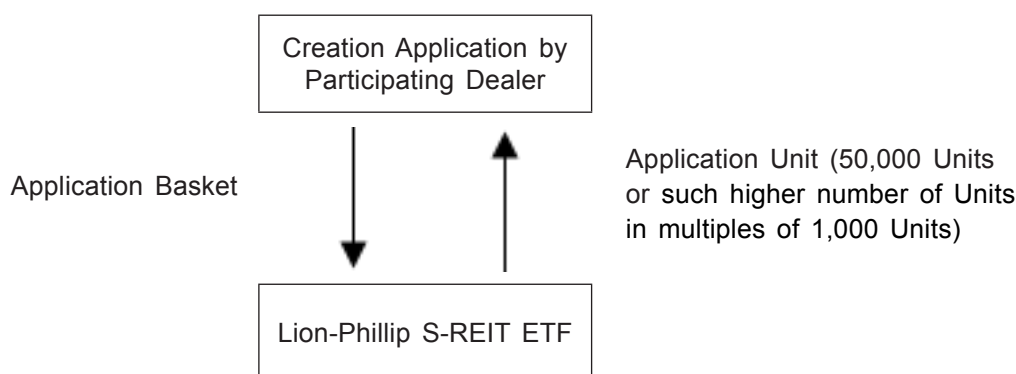 Creation Application by
Participating Dealer
Application Basket
Application Unit (50,000 Units
or such higher number of Units
in multiples of 1,000 Units)
Lion-Phillip S-REIT ETF